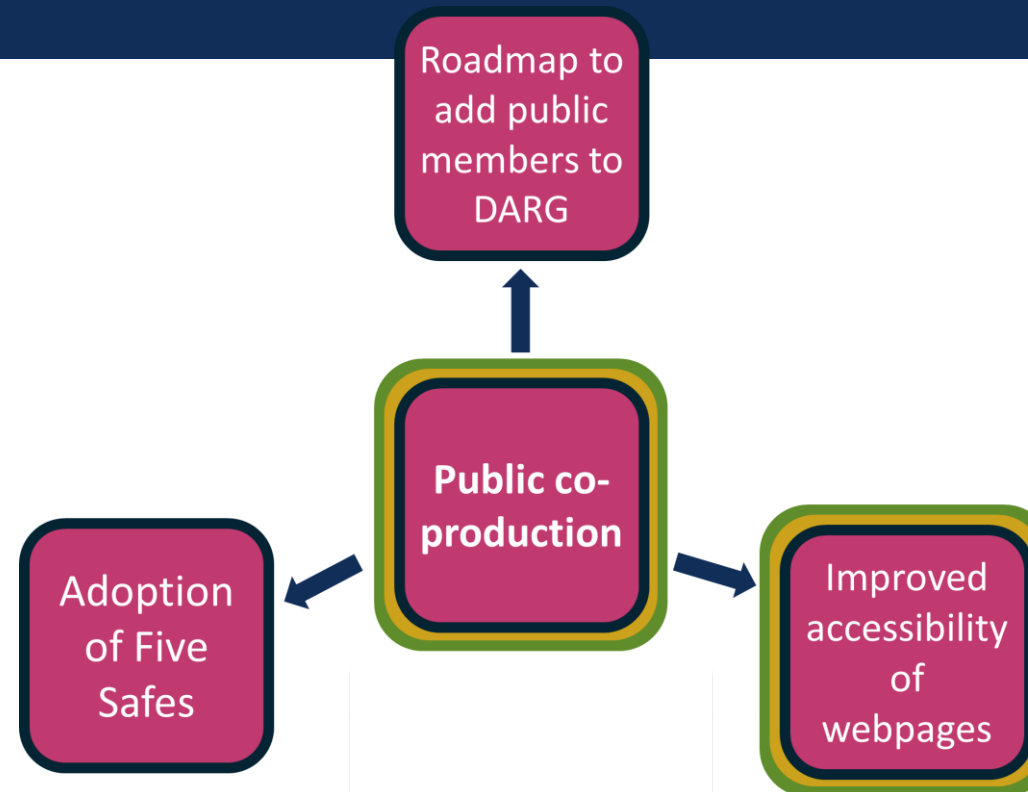 Roadmap to
add public
members to
DARG
Public co-
production
Adoption
of Five
Safes
Improved
accessibility
of
webpages